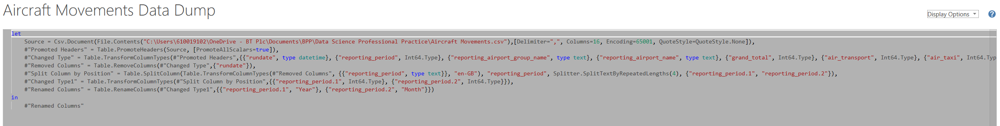 Aircraft Movements Data Dump
Display Options
?
let
Source = Csv.Document(File.Contents("C:\Users\610019102\OneDrive - BT Plc\Documents\BPP\Data Science Professional Practice\Aircraft Movements.csv"),[Delimiter=",", Columns=16, Encoding=65001, QuoteStyle=QuoteStyle.None]),
#"Promoted Headers" = Table.PromoteHeaders(Source, [PromoteAllScalars=true]),
#"Changed Type" = Table.TransformColumnTypes(#"Promoted Headers",{{"rundate", type datetime}, {"reporting_period", Int64.Type}, {"reporting_airport_group_name", type text}, {"reporting_airport_name", type text}, {"grand_total", Int64.Type}, {"air_transport", Int64.Type}, {"air_taxi", Int64.Typ
#"Removed Columns" = Table.RemoveColumns(#"Changed Type",{"rundate"}),
#"Split Column by Position" = Table.SplitColumn(Table.TransformColumnTypes(#"Removed Columns", {{"reporting_period", type text}}, "en-GB"), "reporting_period", Splitter.SplitTextByRepeatedLengths(4), {"reporting_period.1", "reporting_period.2"}),
#"Changed Type1" = Table.TransformColumnTypes(#"Split Column by Position",{{"reporting_period.1", Int64.Type}, {"reporting_period.2", Int64.Type}}),
#"Renamed Columns" = Table.RenameColumns(#"Changed Type1",{{"reporting_period.1", "Year"}, {"reporting_period.2", "Month"}})
in
#"Renamed Columns"